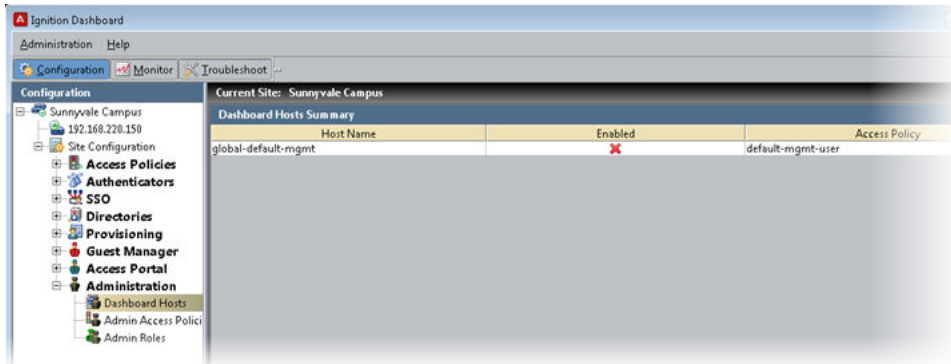 Ignition Dashboard
Administration Help
Configuration Monitor Troubleshoot
Configuration
Current Site: Sunnyvale Campus
Sunnyvale Campus
Dashboard Hosts Summary
192.168.220.150
Host Name Enabled Access Policy
Site Configuration
global-default-mgmt default-mgmt-user
Access Policies
Authenticators
SSO
Directories
Provisioning
Guest Manager
Access Portal
Administration
Dashboard Hosts
Admin Access Polici
Admin Roles